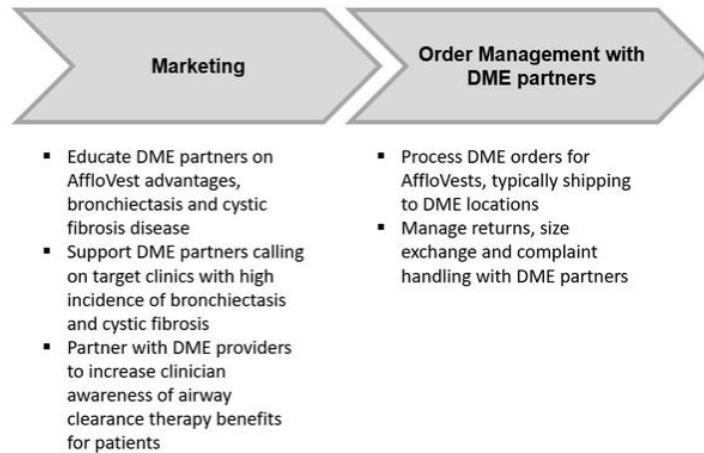 Marketing
Order Management with
DME partners
▪ Educate DME partners on
AffloVest advantages,
bronchiectasis and cystic
fibrosis disease
▪ Support DME partners calling
on target clinics with high
incidence of bronchiectasis
and cystic fibrosis
▪ Partner with DME providers
to increase clinician
awareness of airway
clearance therapy benefits
for patients
▪ Process DME orders for
AffloVests, typically shipping
to DME locations
▪ Manage returns, size
exchange and complaint
handling with DME partners